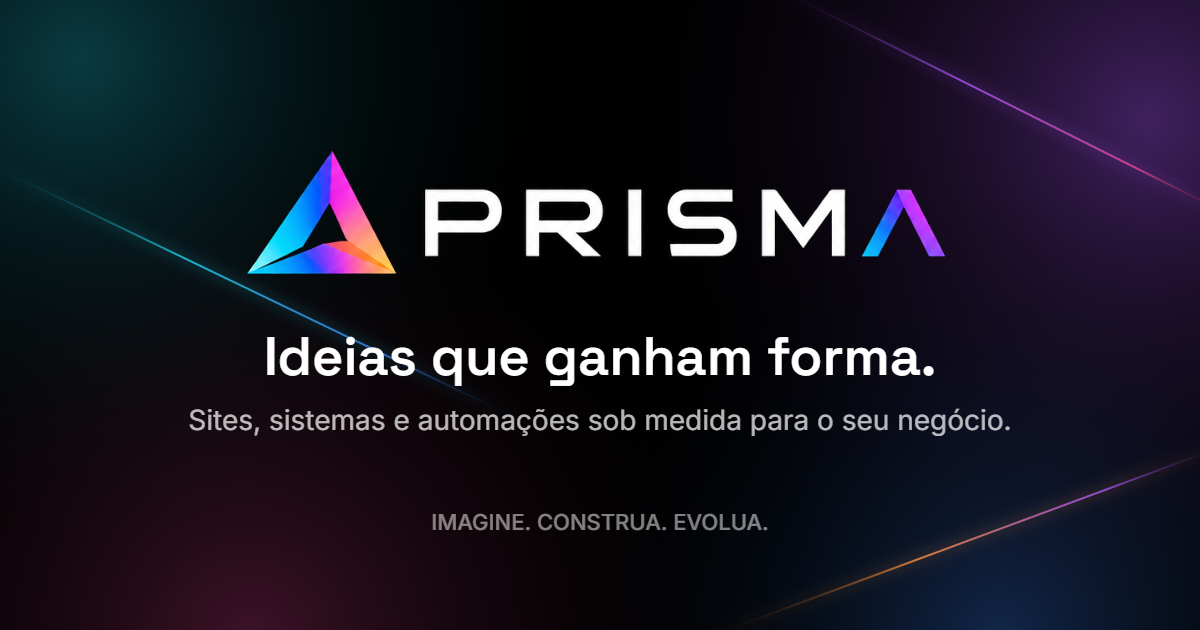 PRISMA
Ideias que ganham forma.
Sites, sistemas e automações sob medida para o seu negócio.
IMAGINE. CONSTRUA. EVOLUA.